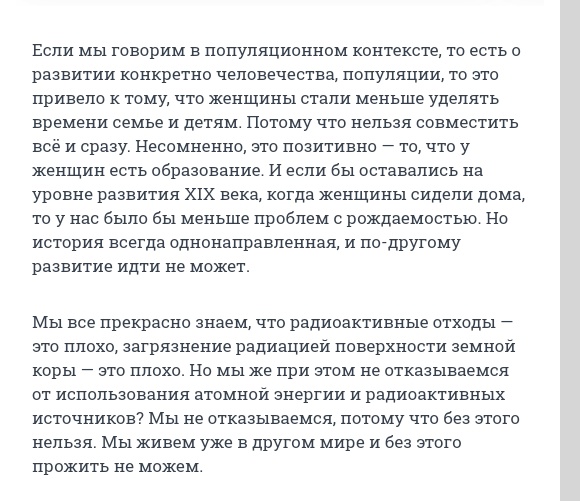 Если мы говорим в популяционном контексте, то есть о
развитии конкретно человечества, популяции, то это
привело к тому, что женщины стали меньше уделять
времени семье и детям. Потому что нельзя совместить
всё и сразу. Несомненно, это позитивно — то, что у
женщин есть образование. И если бы оставались на
уровне развития XIX века, когда женщины сидели дома,
то у нас было бы меньше проблем с рождаемостью. Но
история всегда однонаправленная, и по-другому
развитие идти не может.
Мы все прекрасно знаем, что радиоактивные отходы —
это плохо, загрязнение радиацией поверхности земной
коры — это плохо. Но мы же при этом не отказываемся
от использования атомной энергии и радиоактивных
источников? Мы не отказываемся, потому что без этого
нельзя. Мы живем уже в другом мире и без этого
прожить не можем.